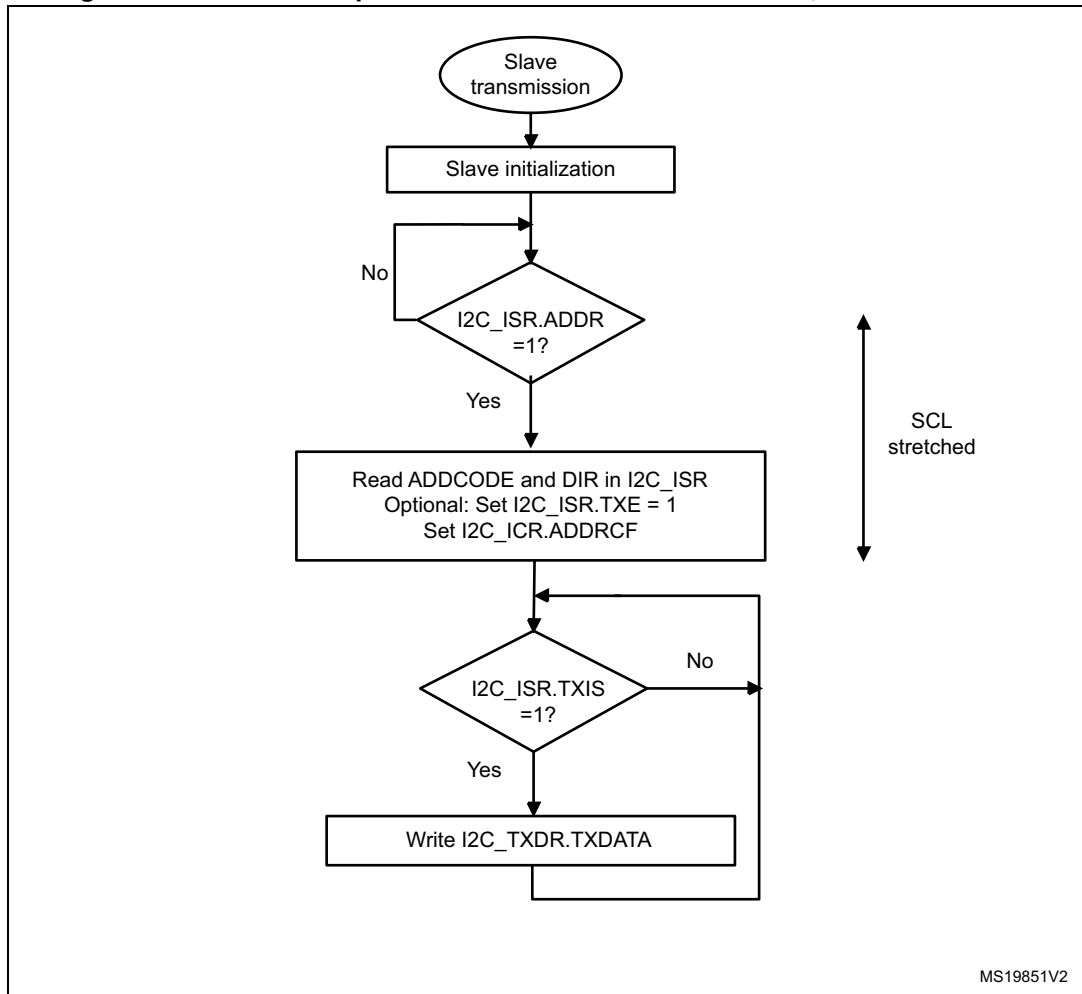 Slave
transmission
Slave initialization
No
I2C_ISR.ADDR
=1?
Yes
SCL
stretched
Read ADDCODE and DIR in I2C_ISR
Optional: Set I2C_ISR.TXE = 1
Set I2C_ICR.ADDRCF
No
I2C_ISR.TXIS
=1?
Yes
Write I2C_TXDR.TXDATA
MS19851V2